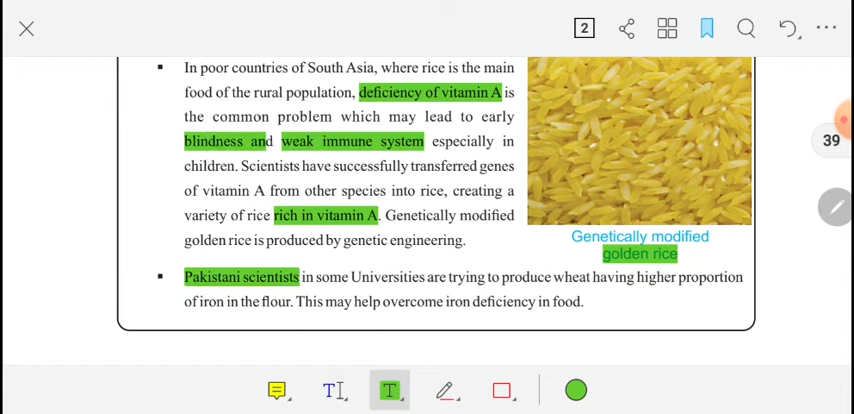 2
▪ In poor countries of South Asia, where rice is the main
food of the rural population, deficiency of vitamin A is
the common problem which may lead to early
blindness and weak immune system especially in
children. Scientists have successfully transferred genes
of vitamin A from other species into rice, creating a
variety of rice rich in vitamin A. Genetically modified
golden rice is produced by genetic engineering.
Genetically modified
golden rice
▪ Pakistani scientists in some Universities are trying to produce wheat having higher proportion
of iron in the flour. This may help overcome iron deficiency in food.
39
T
T